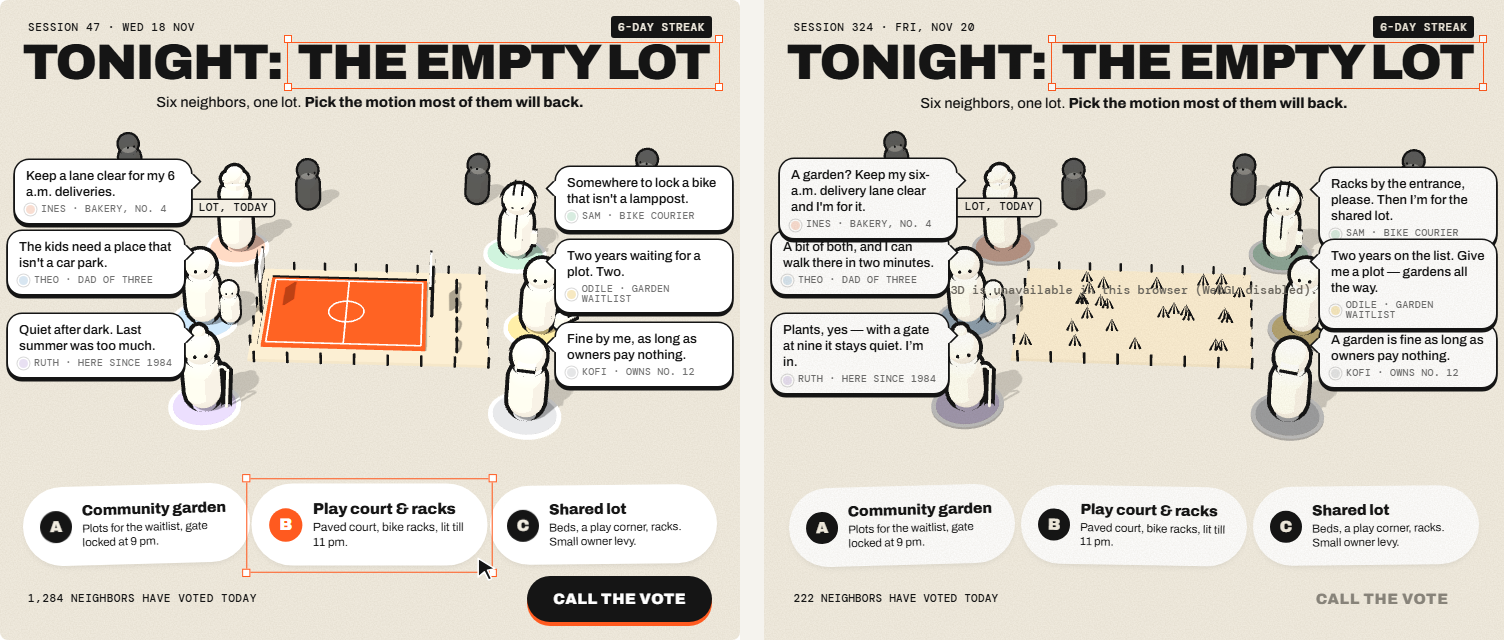 SESSION 47 · WED 18 NOV
6-DAY STREAK
TONIGHT: THE EMPTY LOT
Six neighbors, one lot. Pick the motion most of them will back.
Keep a lane clear for my 6
a.m. deliveries.
INES · BAKERY, NO. 4
LOT, TODAY
Somewhere to lock a bike
that isn't a lamppost.
SAM · BIKE COURIER
The kids need a place that
isn't a car park.
THEO · DAD OF THREE
Two years waiting for a
plot. Two.
ODILE · GARDEN
WAITLIST
Quiet after dark. Last
summer was too much.
RUTH · HERE SINCE 1984
Fine by me, as long as
owners pay nothing.
KOFI · OWNS NO. 12
A
Community garden
Plots for the waitlist, gate
locked at 9 pm.
B
Play court & racks
Paved court, bike racks, lit till
11 pm.
C
Shared lot
Beds, a play corner, racks.
Small owner levy.
1,284 NEIGHBORS HAVE VOTED TODAY
CALL THE VOTE
SESSION 324 · FRI, NOV 20
6-DAY STREAK
TONIGHT: THE EMPTY LOT
Six neighbors, one lot. Pick the motion most of them will back.
A garden? Keep my six-
a.m. delivery lane clear
and I'm for it.
INES · BAKERY, NO. 4
LOT, TODAY
Racks by the entrance,
please. Then I'm for the
shared lot.
SAM · BIKE COURIER
A bit of both, and I can
walk there in two minutes.
THEO · DAD OF THREE
Two years on the list. Give
me a plot — gardens all
the way.
ODILE · GARDEN
WAITLIST
3D is unavailable in this browser (WebGL disabled).
Plants, yes — with a gate
at nine it stays quiet. I'm
in.
RUTH · HERE SINCE 1984
A garden is fine as long as
owners pay nothing.
KOFI · OWNS NO. 12
A
Community garden
Plots for the waitlist, gate
locked at 9 pm.
B
Play court & racks
Paved court, bike racks, lit till
11 pm.
C
Shared lot
Beds, a play corner, racks.
Small owner levy.
222 NEIGHBORS HAVE VOTED TODAY
CALL THE VOTE